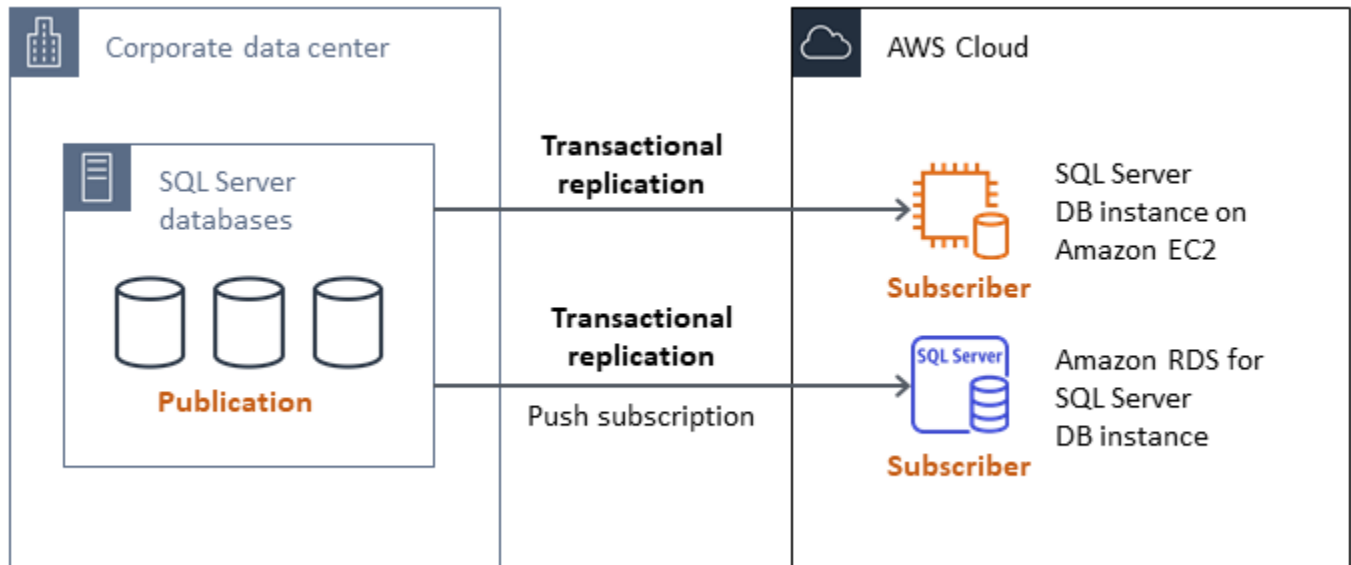 Corporate data center
SQL Server
databases
Publication
Transactional
replication
Transactional
replication
Push subscription
AWS Cloud
SQL Server
DB instance on
Amazon EC2
Subscriber
SQL Server
Amazon RDS for
SQL Server
DB instance
Subscriber